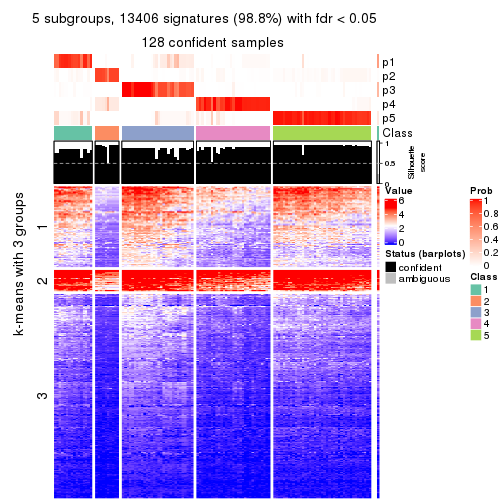 5 subgroups, 13406 signatures (98.8%) with fdr < 0.05
128 confident samples
p1
p2
p3
p4
p5
Class
1
0.5
0
Silhouette
score
k-means with 3 groups
1
2
3
Value
6
4
2
0
Status (barplots)
confident
ambiguous
Prob
1
0.8
0.6
0.4
0.2
0
Class
1
2
3
4
5